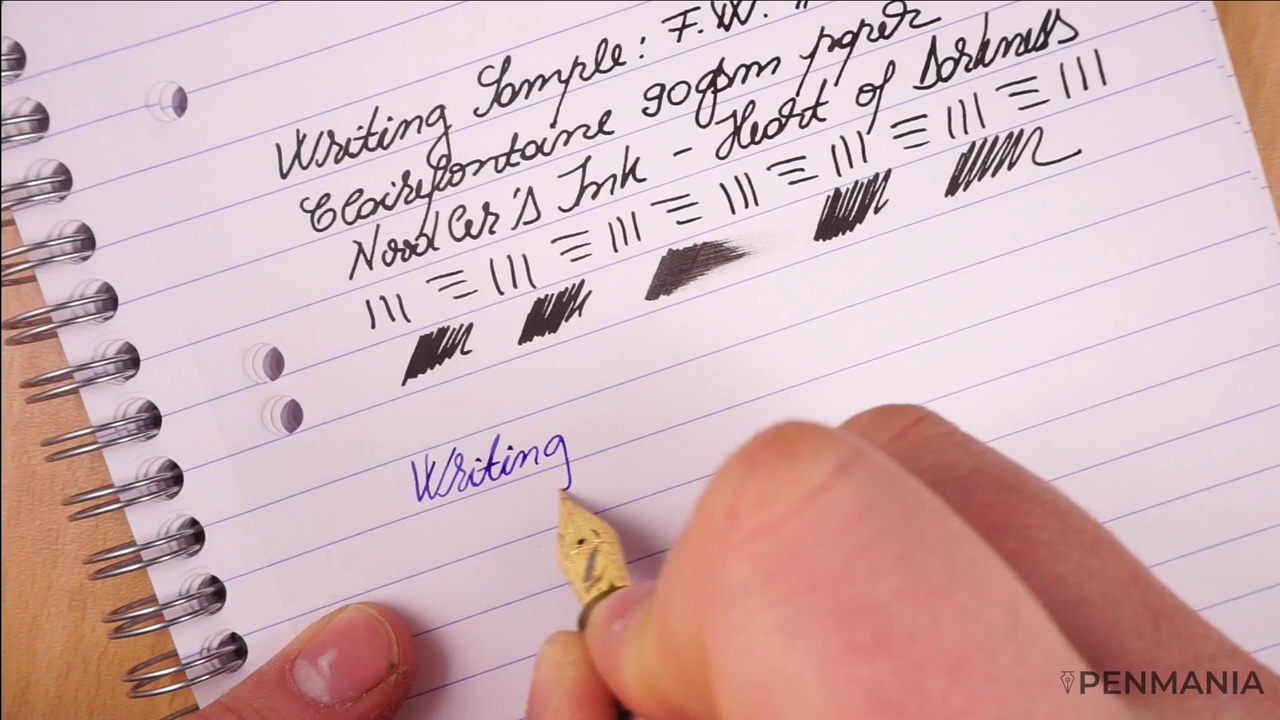 Writing Sample: F.W.
Clairefontaine 90gsm paper
Noodler's Ink - Heart of Darkness
Writing
PENMANIA